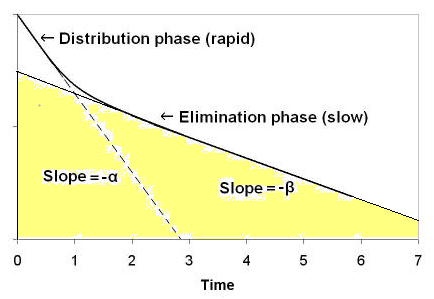 ← Distribution phase (rapid)
← Elimination phase (slow)
Slope = -α
Slope = -β
0 1 2 3 4 5 6 7
Time